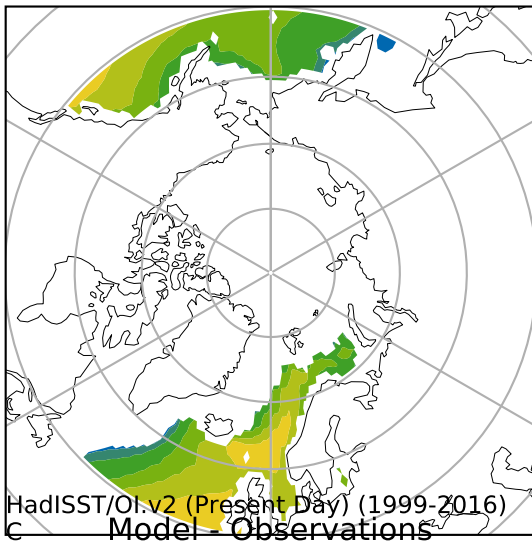 HadISST/OI.v2 (Present Day) (1999-2016)
C Model - Observations